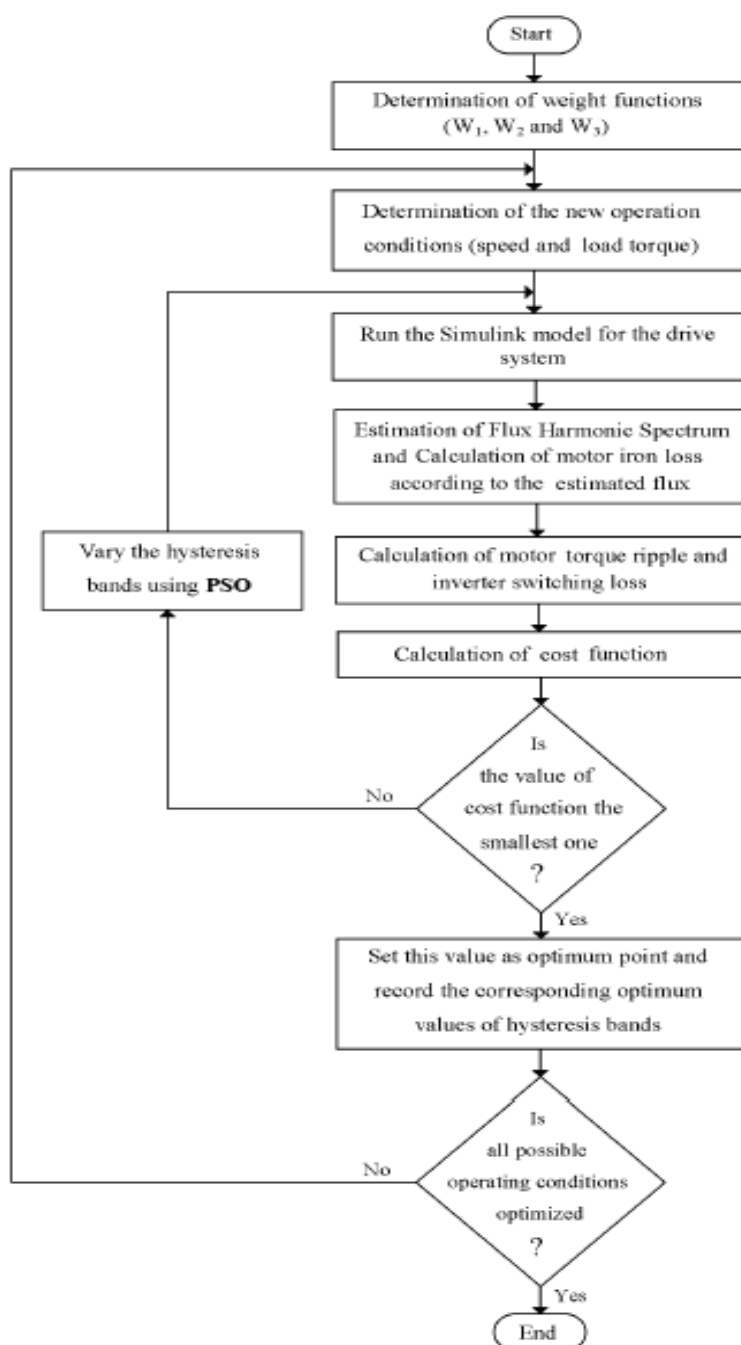 Start
Determination of weight functions
(W₁, W₂ and W₃)
Determination of the new operation
conditions (speed and load torque)
Run the Simulink model for the drive
system
Estimation of Flux Harmonic Spectrum
and Calculation of motor iron loss
according to the estimated flux
Vary the hysteresis
bands using PSO
Calculation of motor torque ripple and
inverter switching loss
Calculation of cost function
Is
the value of
cost function the
smallest one
?
No
Yes
Set this value as optimum point and
record the corresponding optimum
values of hysteresis bands
Is
all possible
operating conditions
optimized
?
No
Yes
End